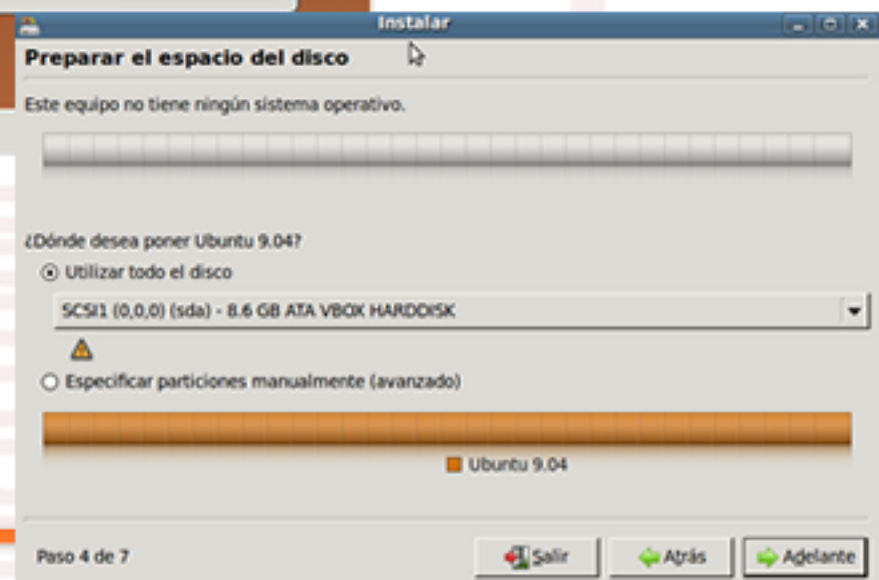 Instalar
Preparar el espacio del disco
Este equipo no tiene ningún sistema operativo.
¿Dónde desea poner Ubuntu 9.04?
Utilizar todo el disco
SCSI1 (0,0,0) (sda) - 8.6 GB ATA VBOX HARDDISK
Especificar particiones manualmente (avanzado)
Ubuntu 9.04
Paso 4 de 7
Salir
Atrás
Adelante